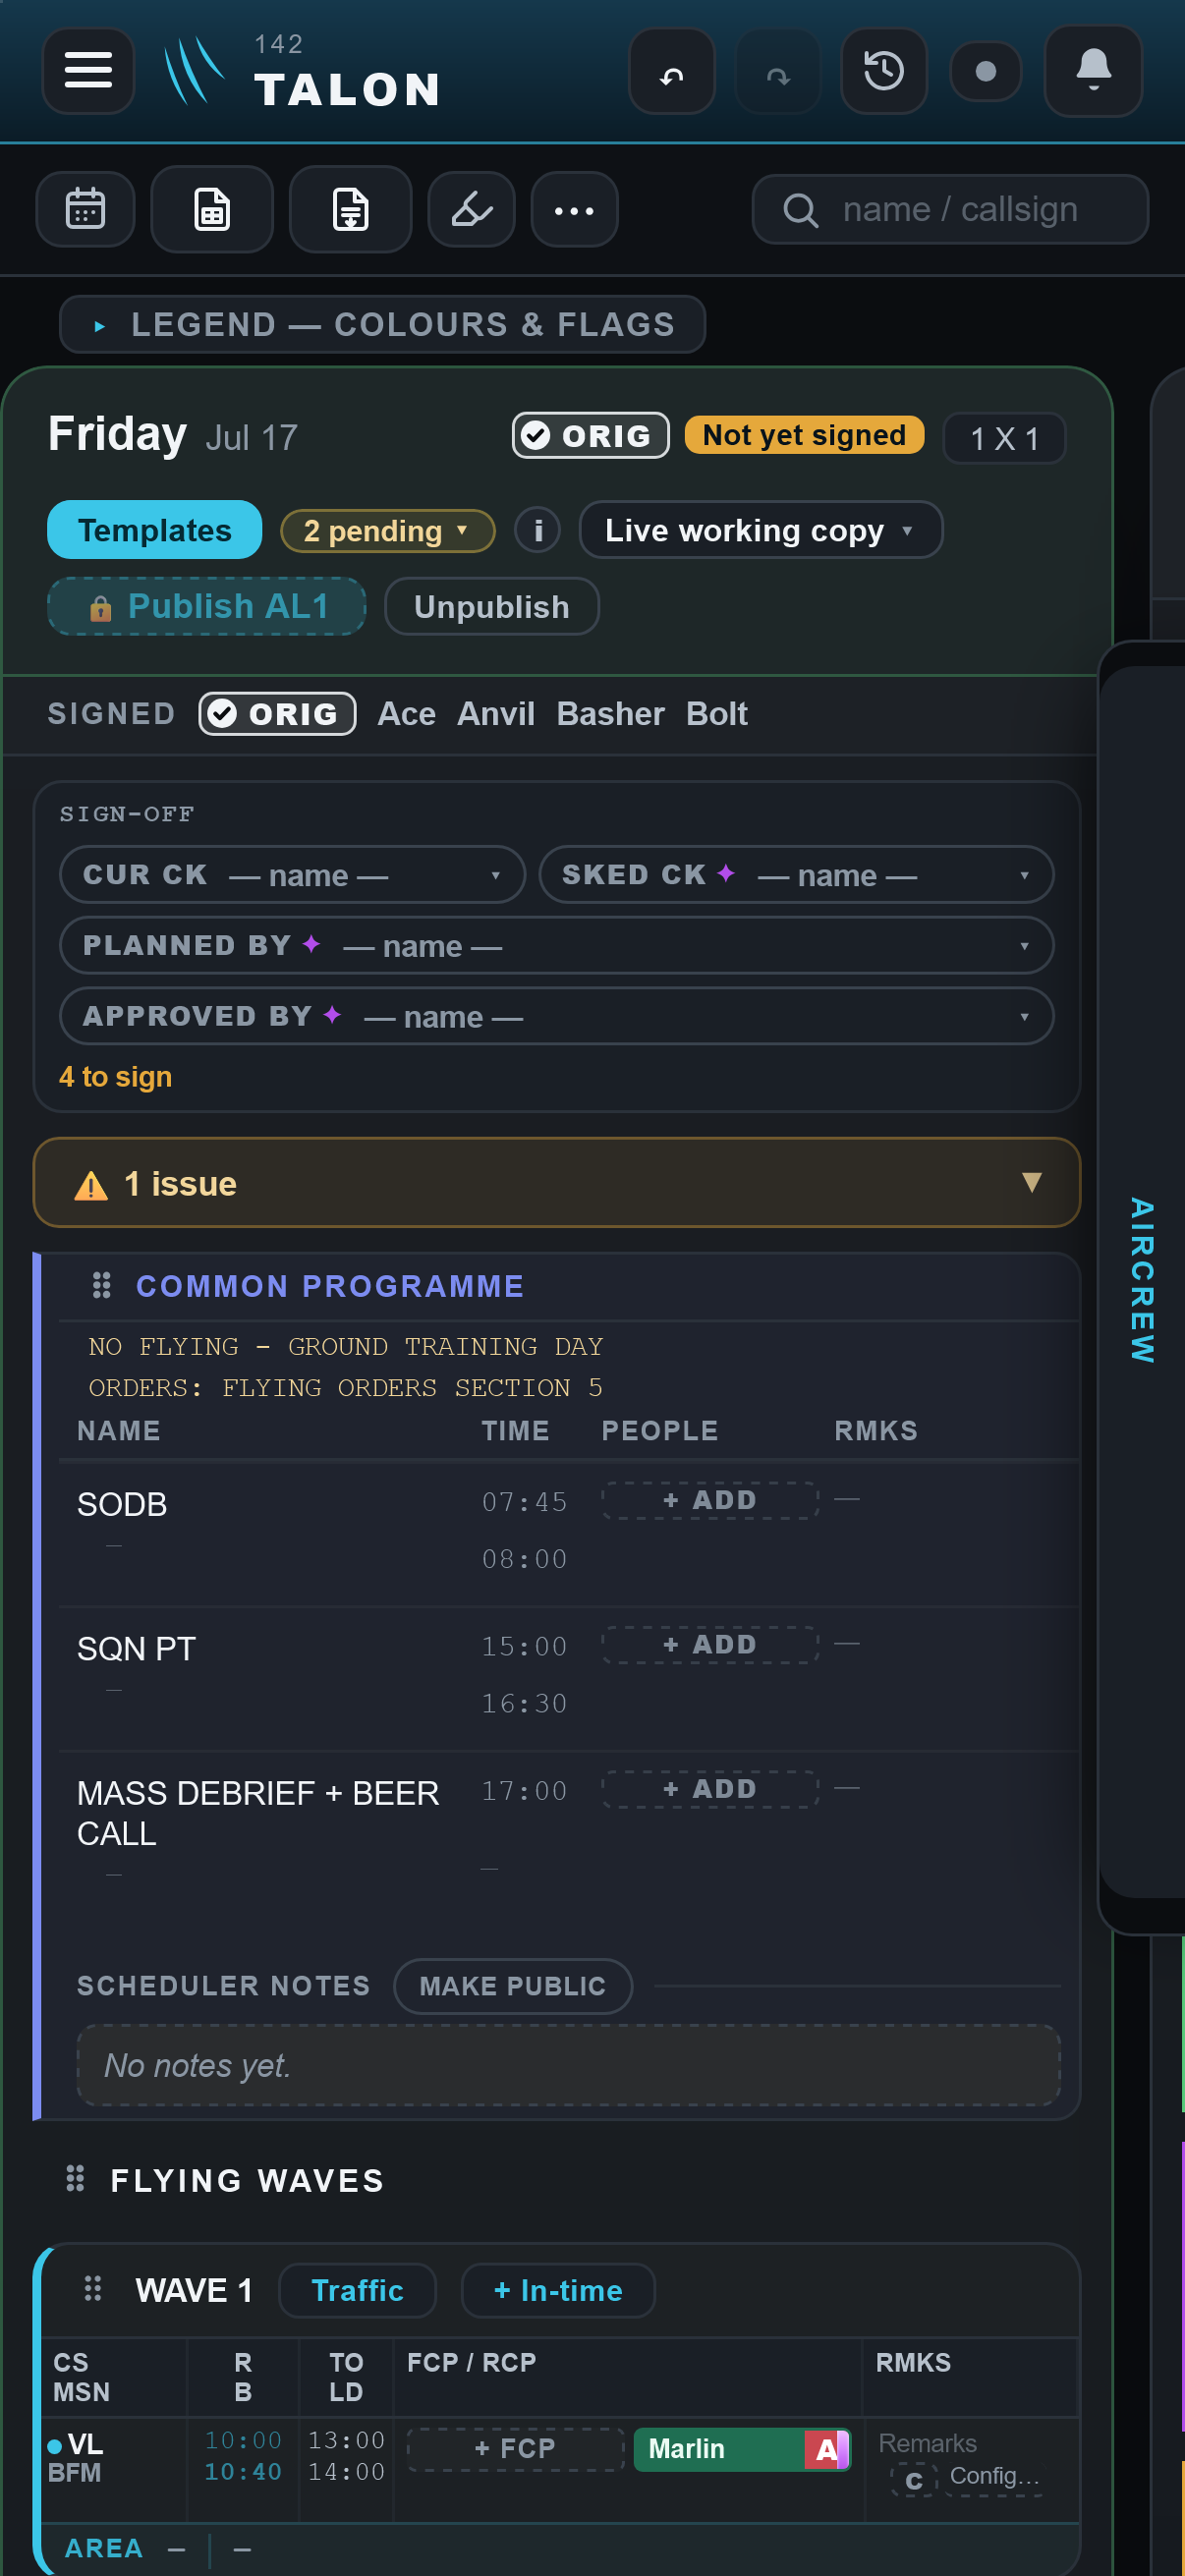 142
TALON
name / callsign
LEGEND — COLOURS & FLAGS
Friday Jul 17 ORIG Not yet signed 1 X 1
Templates 2 pending i Live working copy
Publish AL1 Unpublish
SIGNED ORIG Ace Anvil Basher Bolt
SIGN-OFF
CUR CK — name — SKED CK — name —
PLANNED BY — name —
APPROVED BY — name —
4 to sign
1 issue
AIRCREW
COMMON PROGRAMME
NO FLYING - GROUND TRAINING DAY
ORDERS: FLYING ORDERS SECTION 5
NAME TIME PEOPLE RMKS
SODB 07:45 + ADD —
— 08:00
SQN PT 15:00 + ADD —
— 16:30
MASS DEBRIEF + BEER 17:00 + ADD —
CALL
— —
SCHEDULER NOTES MAKE PUBLIC
No notes yet.
FLYING WAVES
WAVE 1 Traffic + In-time
CS R TO FCP / RCP RMKS
MSN B LD
VL 10:00 13:00 + FCP Marlin A Remarks
BFM 10:40 14:00 C Config...
AREA — —